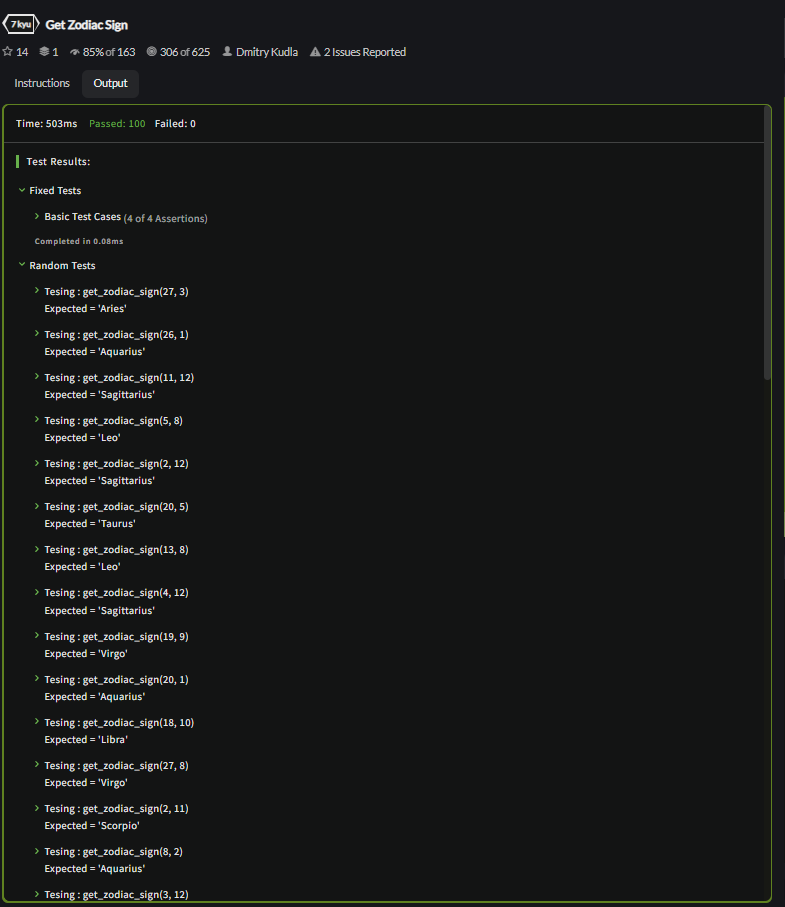 7 kyu Get Zodiac Sign
14 1 85% of 163 306 of 625 Dmitry Kudla 2 Issues Reported
Instructions Output
Time: 503ms Passed: 100 Failed: 0
Test Results:
Fixed Tests
Basic Test Cases (4 of 4 Assertions)
Completed in 0.08ms
Random Tests
Tesing : get_zodiac_sign(27, 3)
Expected = 'Aries'
Tesing : get_zodiac_sign(26, 1)
Expected = 'Aquarius'
Tesing : get_zodiac_sign(11, 12)
Expected = 'Sagittarius'
Tesing : get_zodiac_sign(5, 8)
Expected = 'Leo'
Tesing : get_zodiac_sign(2, 12)
Expected = 'Sagittarius'
Tesing : get_zodiac_sign(20, 5)
Expected = 'Taurus'
Tesing : get_zodiac_sign(13, 8)
Expected = 'Leo'
Tesing : get_zodiac_sign(4, 12)
Expected = 'Sagittarius'
Tesing : get_zodiac_sign(19, 9)
Expected = 'Virgo'
Tesing : get_zodiac_sign(20, 1)
Expected = 'Aquarius'
Tesing : get_zodiac_sign(18, 10)
Expected = 'Libra'
Tesing : get_zodiac_sign(27, 8)
Expected = 'Virgo'
Tesing : get_zodiac_sign(2, 11)
Expected = 'Scorpio'
Tesing : get_zodiac_sign(8, 2)
Expected = 'Aquarius'
Tesing : get_zodiac_sign(3, 12)